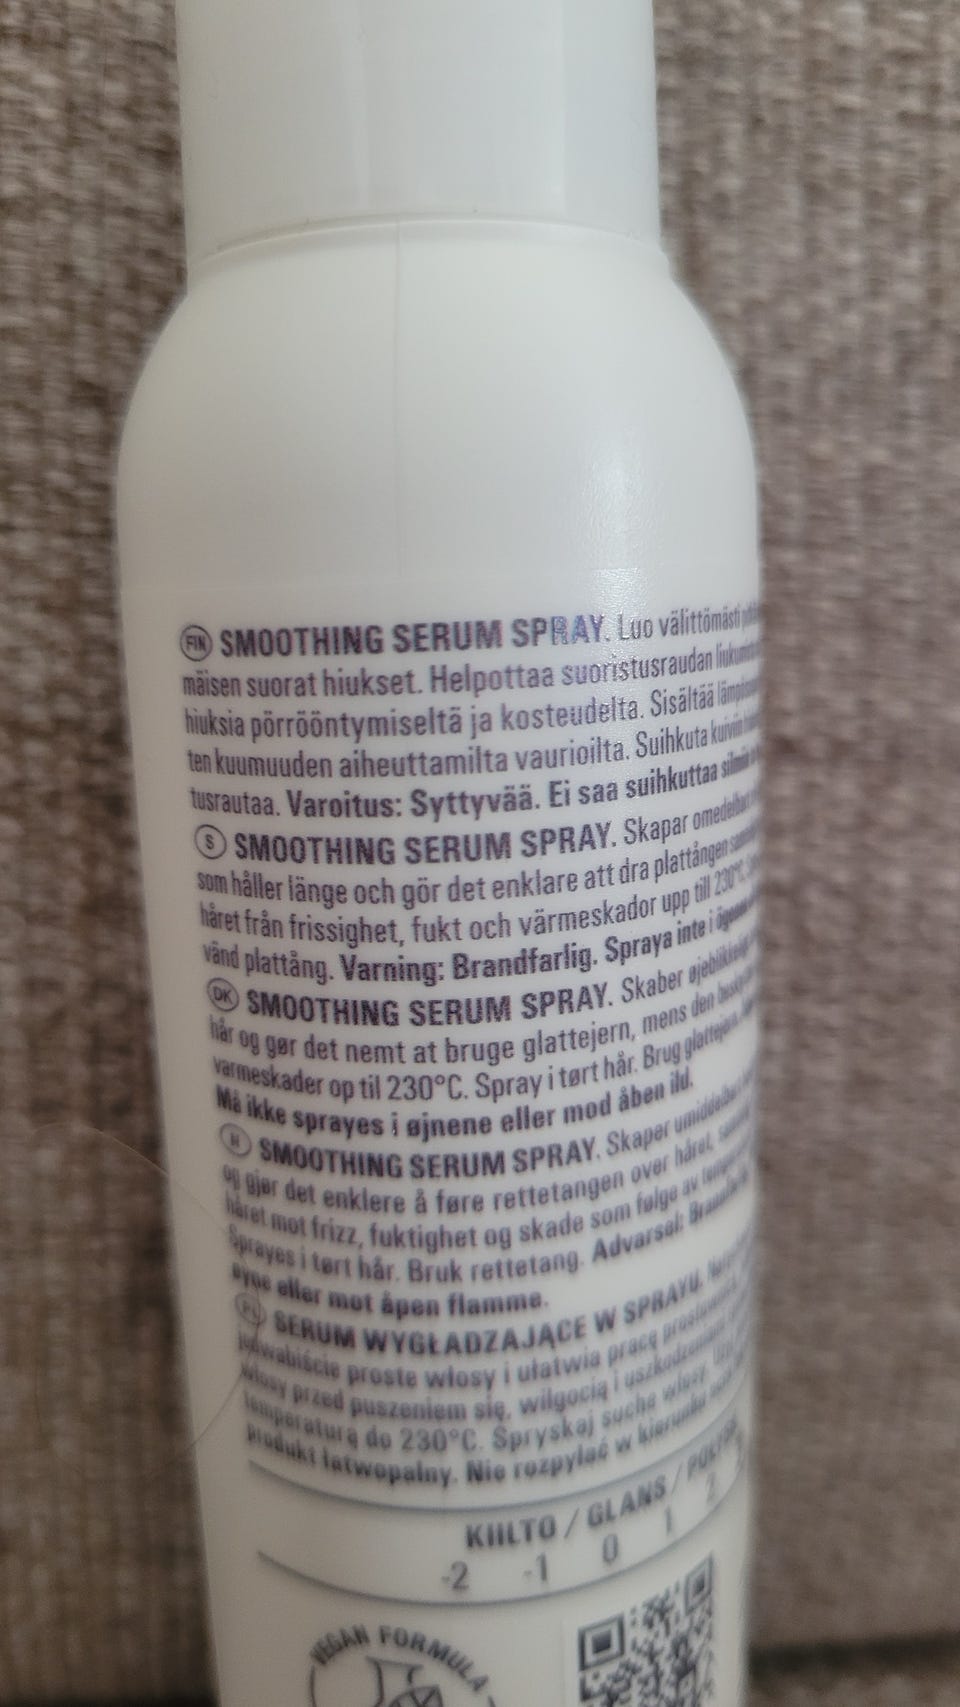 FIN SMOOTHING SERUM SPRAY. Luo välittömästi
mäisen suorat hiukset. Helpottaa suoristusraudan
hiuksia pörrööntymiseltä ja kosteudelta. Sisältää
ten kuumuuden aiheuttamilta vaurioilta. Suihkuta kuiviin
tusrautaa. Varoitus: Syttyvää. Ei saa suihkuttaa silmiin
S SMOOTHING SERUM SPRAY. Skapar omedelbart
som håller länge och gör det enklare att dra plattången
håret från frissighet, fukt och värmeskador upp till 230°C.
vänd plattång. Varning: Brandfarlig. Spraya inte i ögonen
DK SMOOTHING SERUM SPRAY. Skaber øjeblikkeligt
hår og gør det nemt at bruge glattejern, mens den
varmeskader op til 230°C. Spray i tørt hår. Brug glattejern.
Må ikke sprayes i øjnene eller mod åben ild.
N SMOOTHING SERUM SPRAY. Skaper umiddelbart
og gjør det enklere å føre rettetangen over håret,
håret mot frizz, fuktighet og skade som følge av
Sprayes i tørt hår. Bruk rettetang. Advarsel:
øyne eller mot åpen flamme.
PL SERUM WYGŁADZAJĄCE W SPRAYU.
jedwabiście proste włosy i ułatwia pracę
włosy przed puszeniem się, wilgocią i
temperaturą do 230°C. Spryskaj suche włosy.
produkt łatwopalny. Nie rozpylać w kierunku
KIILTO / GLANS / POŁYSK
-2 -1 0 1 2
VEGAN FORMULA